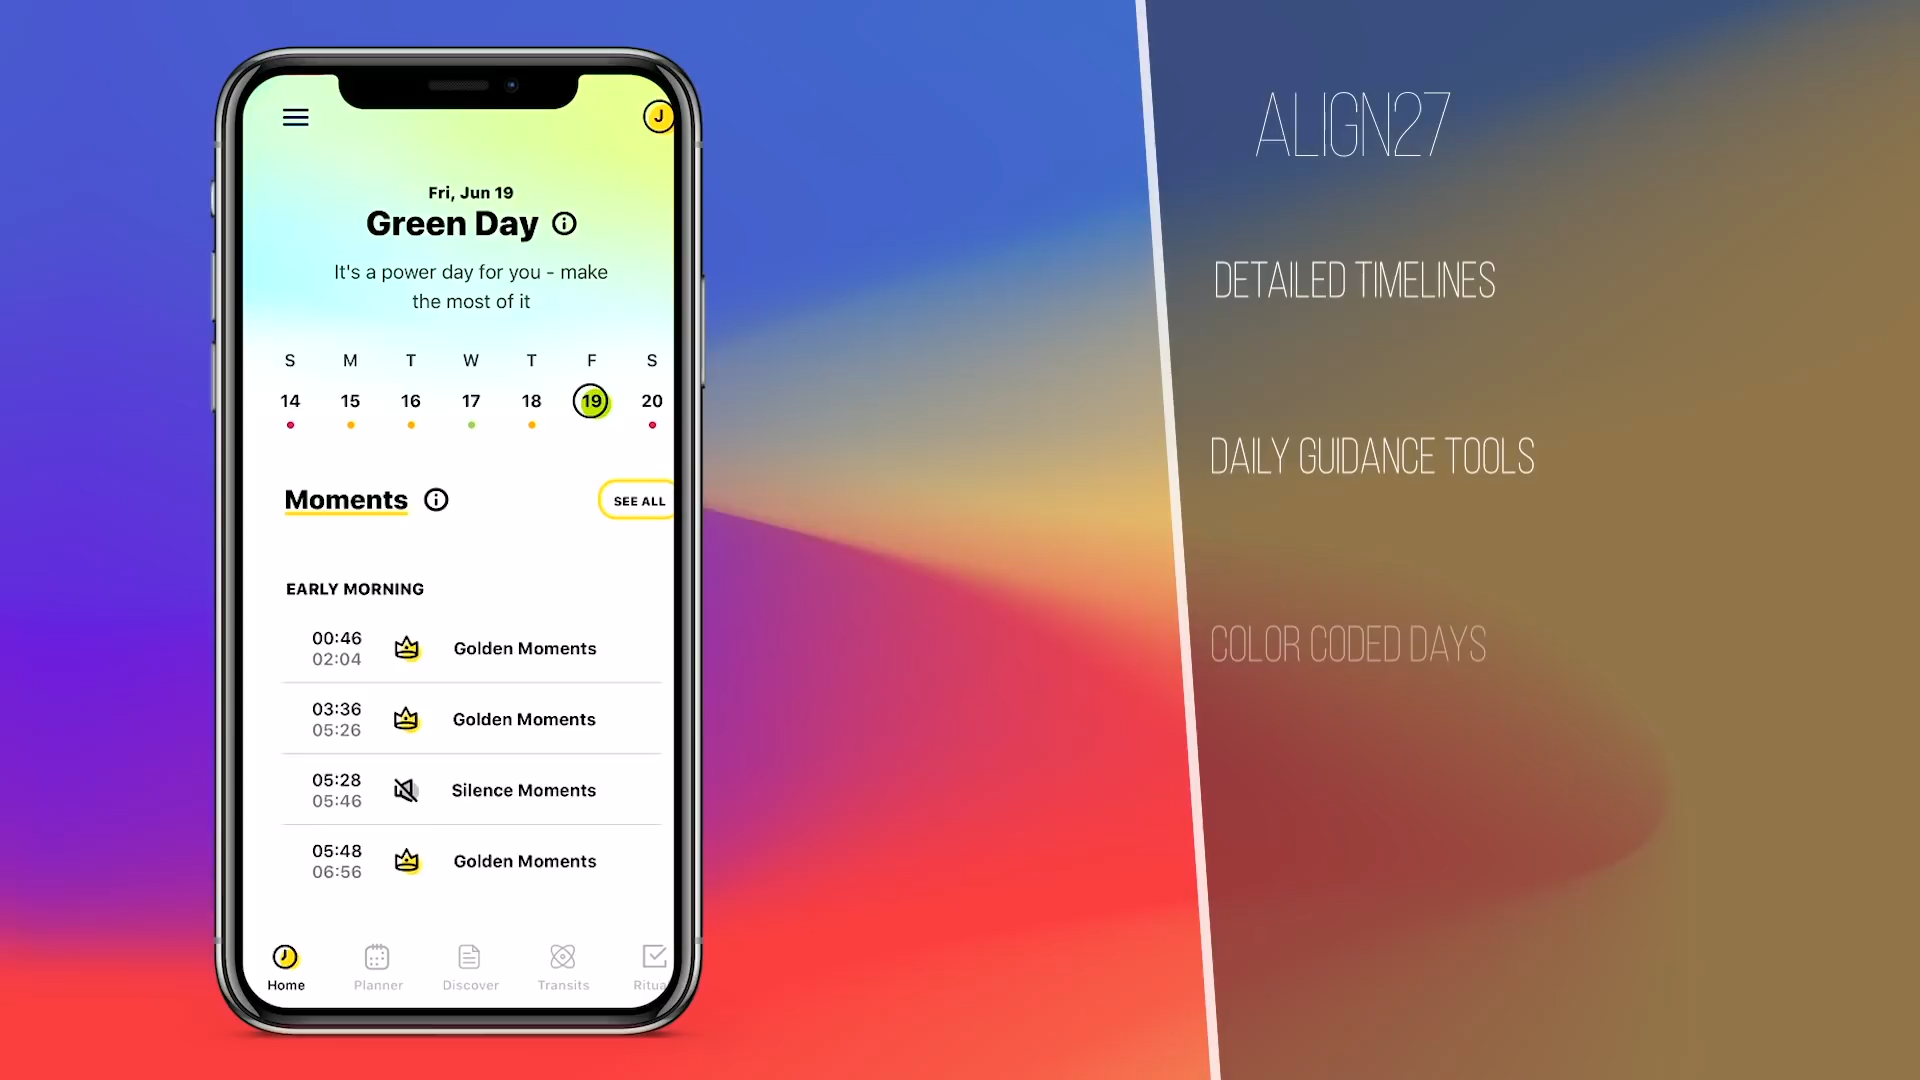 J
Fri, Jun 19
Green Day
It's a power day for you - make
the most of it
S M T W T F S
14 15 16 17 18 19 20
Moments
SEE ALL
EARLY MORNING
00:46
02:04
Golden Moments
03:36
05:26
Golden Moments
05:28
05:46
Silence Moments
05:48
06:56
Golden Moments
Home Planner Discover Transits Ritua
ALIGN27
DETAILED TIMELINES
DAILY GUIDANCE TOOLS
COLOR CODED DAYS